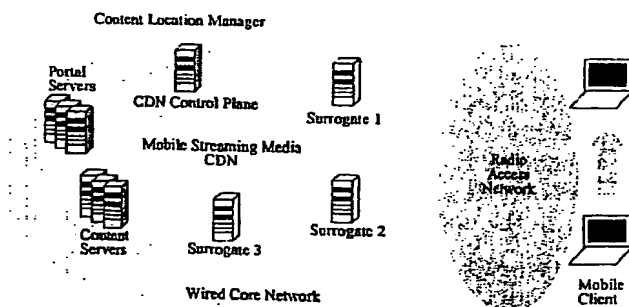 Content Location Manager
Portal
Servers
CDN Control Plane
Surrogate 1
Mobile Streaming Media
CDN
Radio
Access
Network
Content
Servers
Surrogate 3
Surrogate 2
Wired Core Network
Mobile
Client